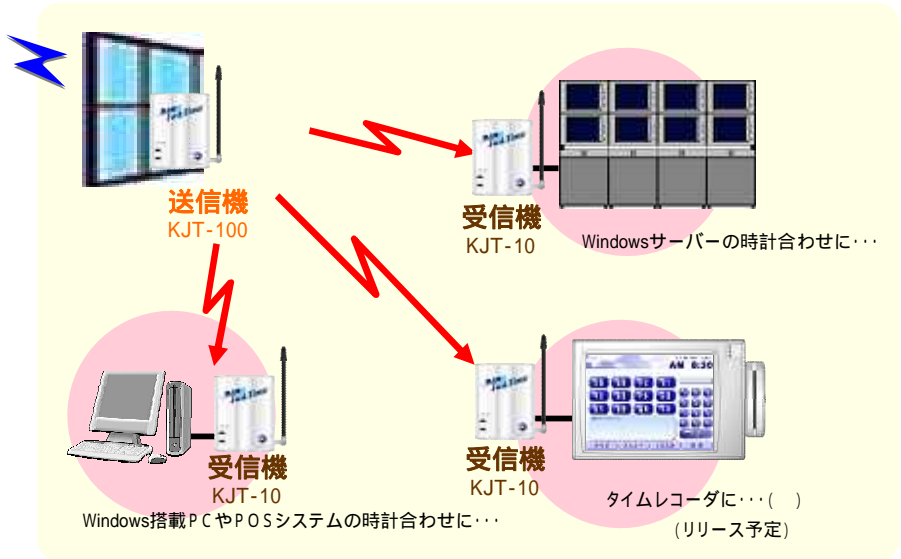 送信機
KJT-100
受信機
KJT-10
Windowsサーバーの時計合わせに･･･
受信機
KJT-10
Windows搭載PCやPOSシステムの時計合わせに･･･
受信機
KJT-10
AM 8:30
タイムレコーダに･･･( )
(リリース予定)